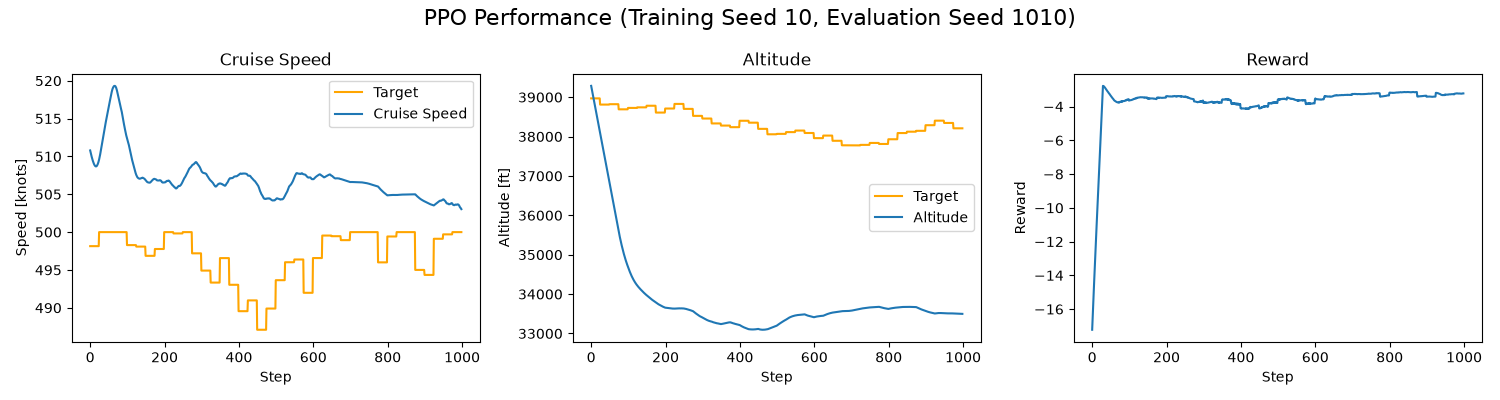 PPO Performance (Training Seed 10, Evaluation Seed 1010)
Cruise Speed
520
515
510
505
500
495
490
Speed [knots]
0 200 400 600 800 1000
Step
Target
Cruise Speed
Altitude
39000
38000
37000
36000
35000
34000
33000
Altitude [ft]
0 200 400 600 800 1000
Step
Target
Altitude
Reward
−4
−6
−8
−10
−12
−14
−16
Reward
0 200 400 600 800 1000
Step